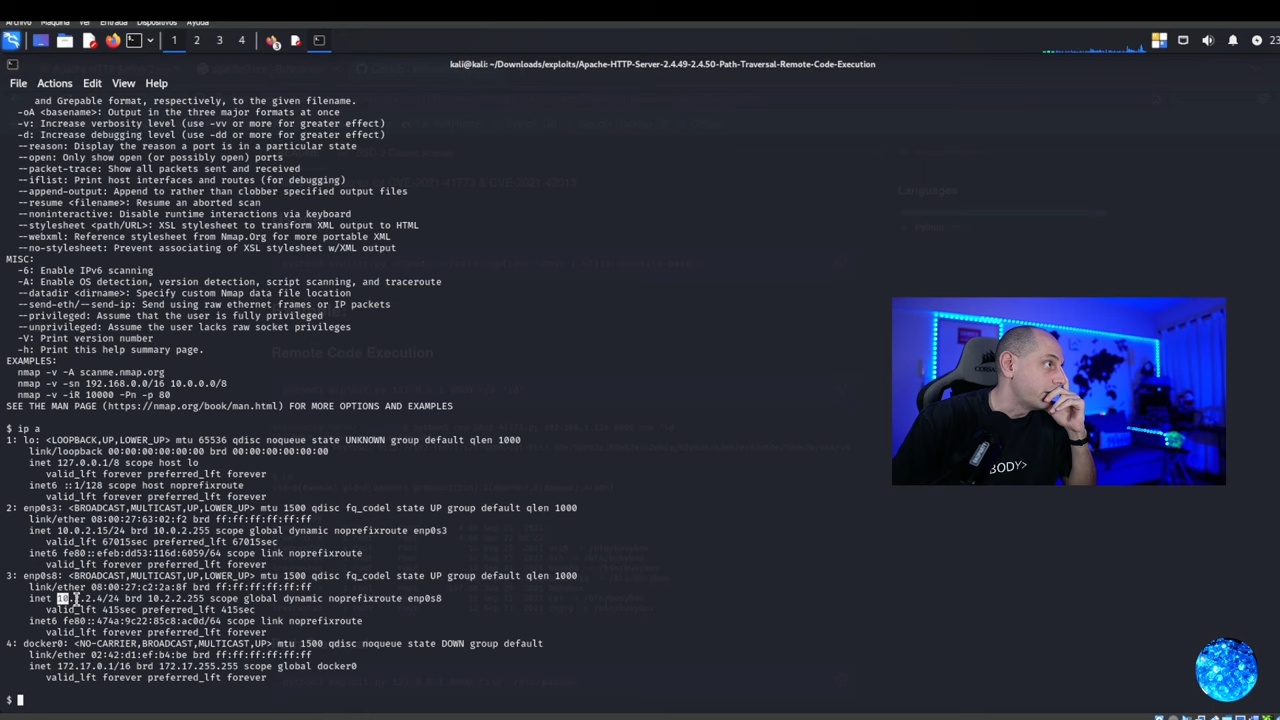 Archivo Máquina Ver Entrada Dispositivos Ayuda
1 2 3 4
23
kali@kali: ~/Downloads/exploits/Apache-HTTP-Server-2.4.49-2.4.50-Path-Traversal-Remote-Code-Execution
File Actions Edit View Help
and Grepable format, respectively, to the given filename.
-oA <basename>: Output in the three major formats at once
-v: Increase verbosity level (use -vv or more for greater effect)
-d: Increase debugging level (use -dd or more for greater effect)
--reason: Display the reason a port is in a particular state
--open: Only show open (or possibly open) ports
--packet-trace: Show all packets sent and received
--iflist: Print host interfaces and routes (for debugging)
--append-output: Append to rather than clobber specified output files
--resume <filename>: Resume an aborted scan
--noninteractive: Disable runtime interactions via keyboard
--stylesheet <path/URL>: XSL stylesheet to transform XML output to HTML
--webxml: Reference stylesheet from Nmap.Org for more portable XML
--no-stylesheet: Prevent associating of XSL stylesheet w/XML output
MISC:
-6: Enable IPv6 scanning
-A: Enable OS detection, version detection, script scanning, and traceroute
--datadir <dirname>: Specify custom Nmap data file location
--send-eth/--send-ip: Send using raw ethernet frames or IP packets
--privileged: Assume that the user is fully privileged
--unprivileged: Assume the user lacks raw socket privileges
-V: Print version number
-h: Print this help summary page.
EXAMPLES:
nmap -v -A scanme.nmap.org
nmap -v -sn 192.168.0.0/16 10.0.0.0/8
nmap -v -iR 10000 -Pn -p 80
SEE THE MAN PAGE (https://nmap.org/book/man.html) FOR MORE OPTIONS AND EXAMPLES
$ ip a
1: lo: <LOOPBACK,UP,LOWER_UP> mtu 65536 qdisc noqueue state UNKNOWN group default qlen 1000
link/loopback 00:00:00:00:00:00 brd 00:00:00:00:00:00
inet 127.0.0.1/8 scope host lo
valid_lft forever preferred_lft forever
inet6 ::1/128 scope host noprefixroute
valid_lft forever preferred_lft forever
2: enp0s3: <BROADCAST,MULTICAST,UP,LOWER_UP> mtu 1500 qdisc fq_codel state UP group default qlen 1000
link/ether 08:00:27:63:02:f2 brd ff:ff:ff:ff:ff:ff
inet 10.0.2.15/24 brd 10.0.2.255 scope global dynamic noprefixroute enp0s3
valid_lft 67015sec preferred_lft 67015sec
inet6 fe80::efeb:dd53:116d:6059/64 scope link noprefixroute
valid_lft forever preferred_lft forever
3: enp0s8: <BROADCAST,MULTICAST,UP,LOWER_UP> mtu 1500 qdisc fq_codel state UP group default qlen 1000
link/ether 08:00:27:c2:2a:8f brd ff:ff:ff:ff:ff:ff
inet 10.2.2.4/24 brd 10.2.2.255 scope global dynamic noprefixroute enp0s8
valid_lft 415sec preferred_lft 415sec
inet6 fe80::474a:9c22:85c8:ac0d/64 scope link noprefixroute
valid_lft forever preferred_lft forever
4: docker0: <NO-CARRIER,BROADCAST,MULTICAST,UP> mtu 1500 qdisc noqueue state DOWN group default
link/ether 02:42:d1:ef:b4:be brd ff:ff:ff:ff:ff:ff
inet 172.17.0.1/16 brd 172.17.255.255 scope global docker0
valid_lft forever preferred_lft forever
$
Languages
Remote Code Execution
BODY>